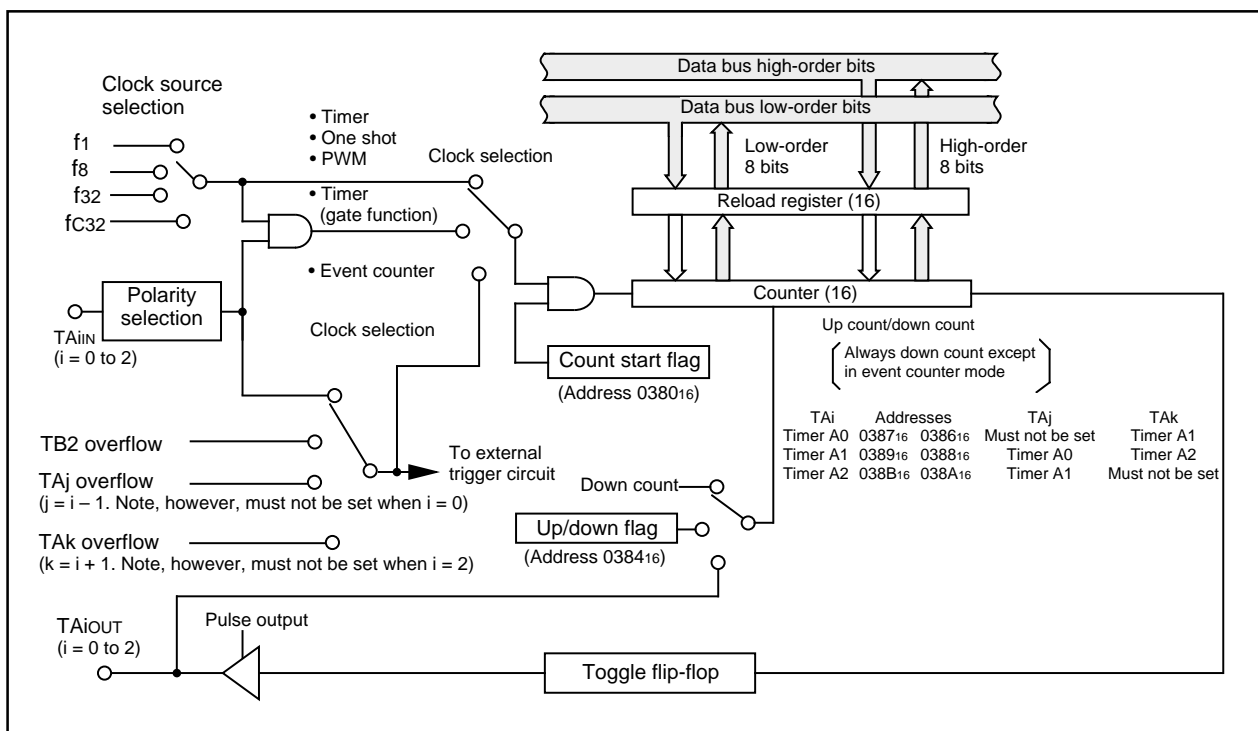 Data bus high-order bits
Data bus low-order bits
Clock source
selection
f1
f8
f32
fC32
• Timer
• One shot
• PWM
Clock selection
• Timer
(gate function)
• Event counter
Low-order
8 bits
High-order
8 bits
Reload register (16)
Counter (16)
Polarity
selection
TAiIN
(i = 0 to 2)
Clock selection
Count start flag
(Address 038016)
Up count/down count
Always down count except
in event counter mode
TAi Addresses TAj TAk
Timer A0 038716 038616 Must not be set Timer A1
Timer A1 038916 038816 Timer A0 Timer A2
Timer A2 038B16 038A16 Timer A1 Must not be set
TB2 overflow
TAj overflow
(j = i – 1. Note, however, must not be set when i = 0)
To external
trigger circuit
TAk overflow
(k = i + 1. Note, however, must not be set when i = 2)
Down count
Up/down flag
(Address 038416)
TAiOUT
(i = 0 to 2)
Pulse output
Toggle flip-flop